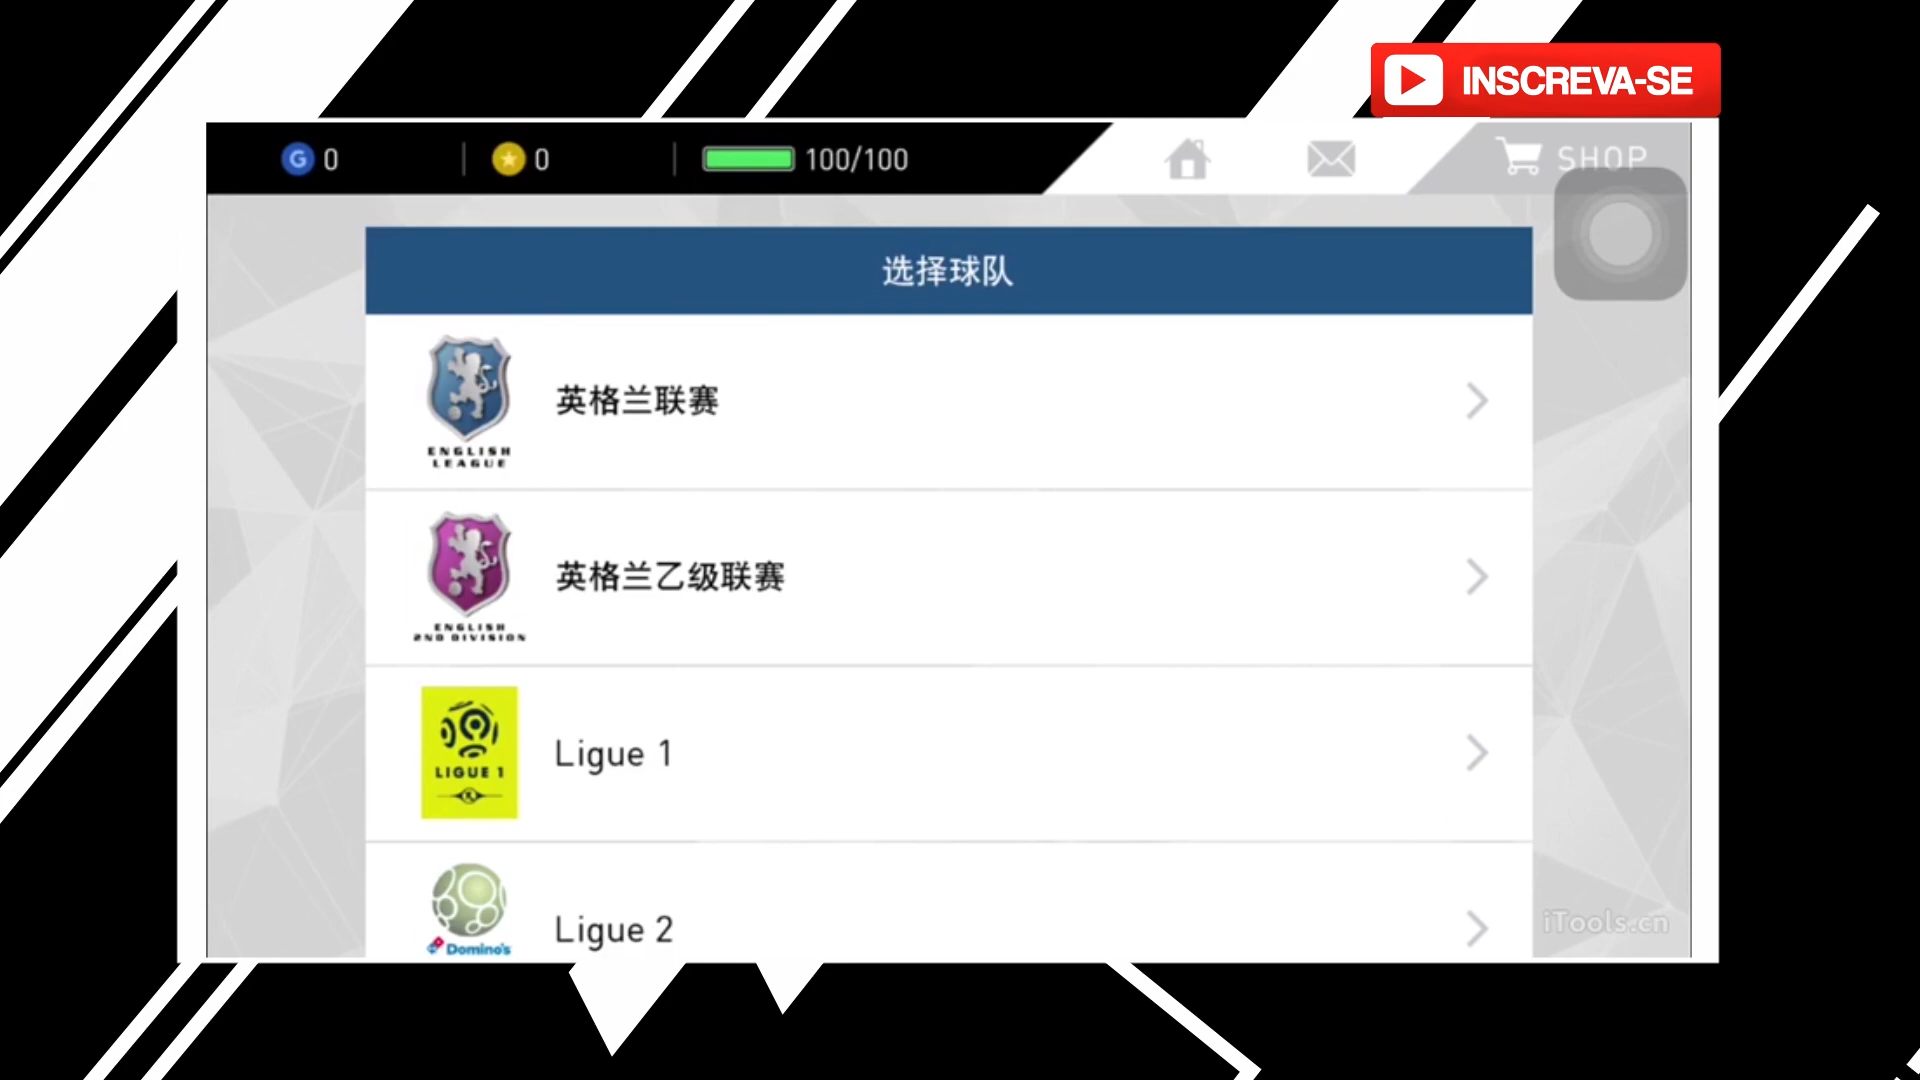 INSCREVA-SE
G 0
0
100/100
SHOP
选择球队
ENGLISH
LEAGUE
英格兰联赛
ENGLISH
2ND DIVISION
英格兰乙级联赛
LIGUE 1
Ligue 1
Domino's
Ligue 2
iTools.cn